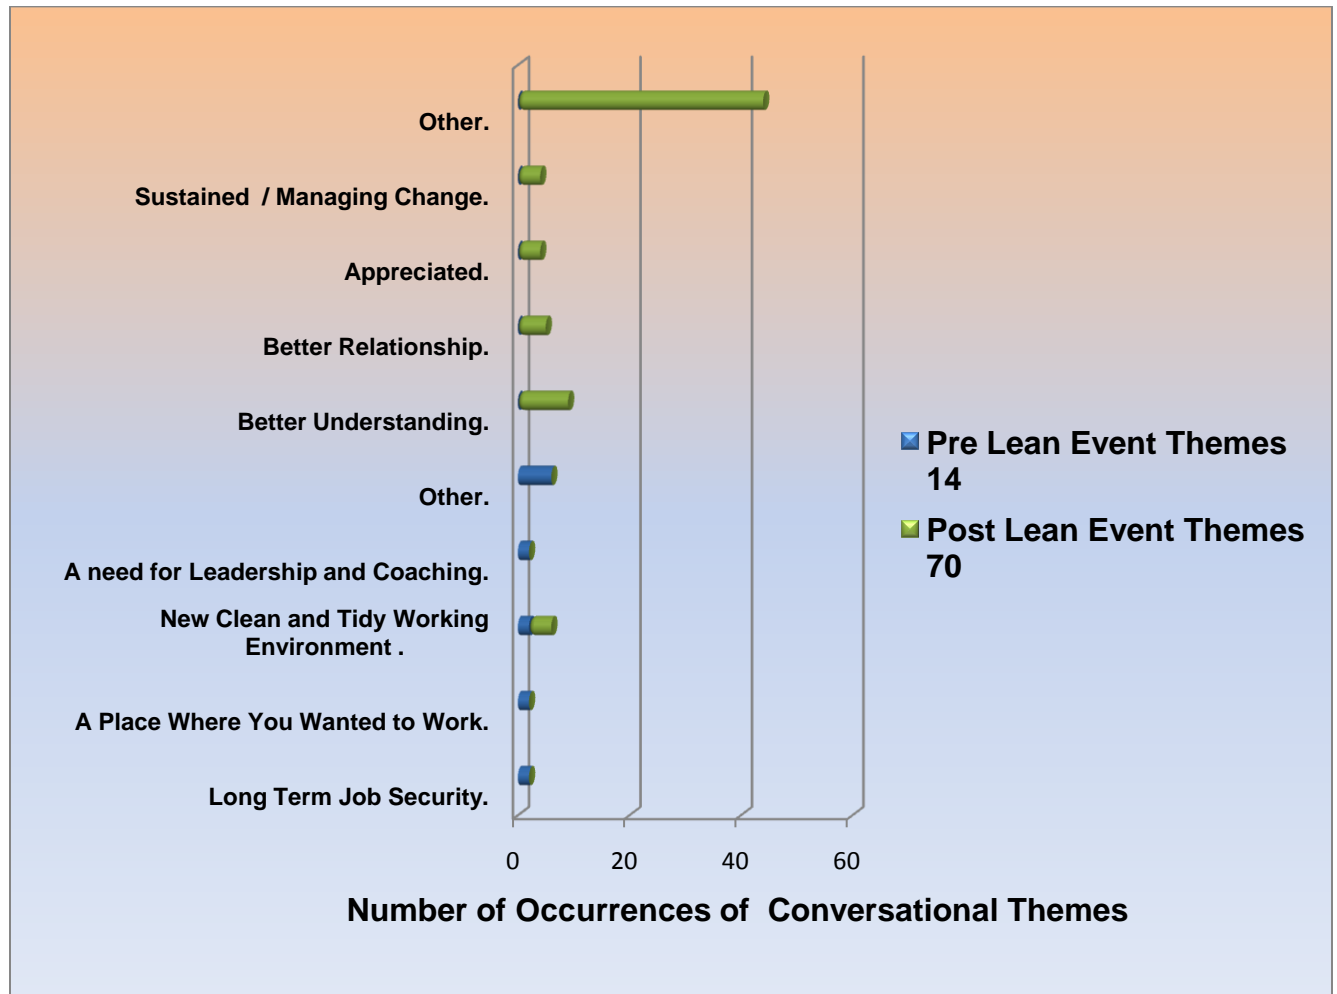 Other.
Sustained  / Managing Change.
Appreciated.
Better Relationship.
Better Understanding.
Other.
A need for Leadership and Coaching.
New Clean and Tidy Working
Environment .
A Place Where You Wanted to Work.
Long Term Job Security.
Pre Lean Event Themes
14
Post Lean Event Themes
70
0 20 40 60
Number of Occurrences of  Conversational Themes